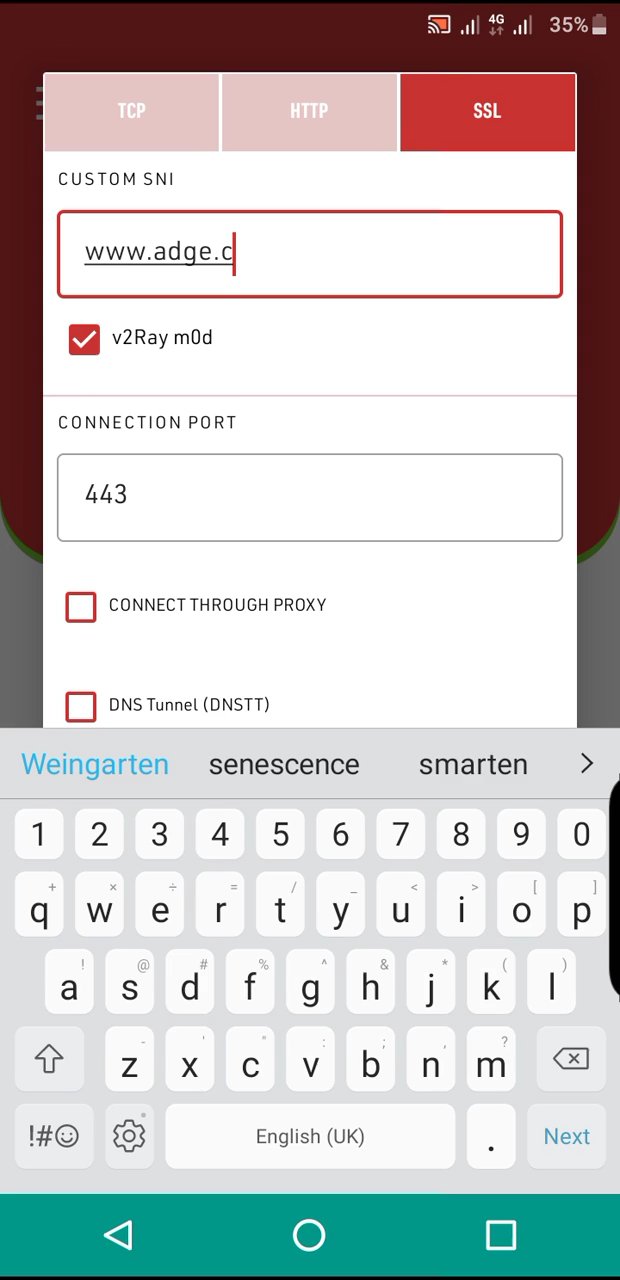 4G 35%
TCP HTTP SSL
CUSTOM SNI
www.adge.c
v2Ray m0d
CONNECTION PORT
443
CONNECT THROUGH PROXY
DNS Tunnel (DNSTT)
Weingarten senescence smarten
1 2 3 4 5 6 7 8 9 0
+ × ÷ = / _ < > [ ]
q w e r t y u i o p
! @ # % ^ & * ( )
a s d f g h j k l
- ' " : ; , ?
z x c v b n m
!#☺ English (UK) . Next